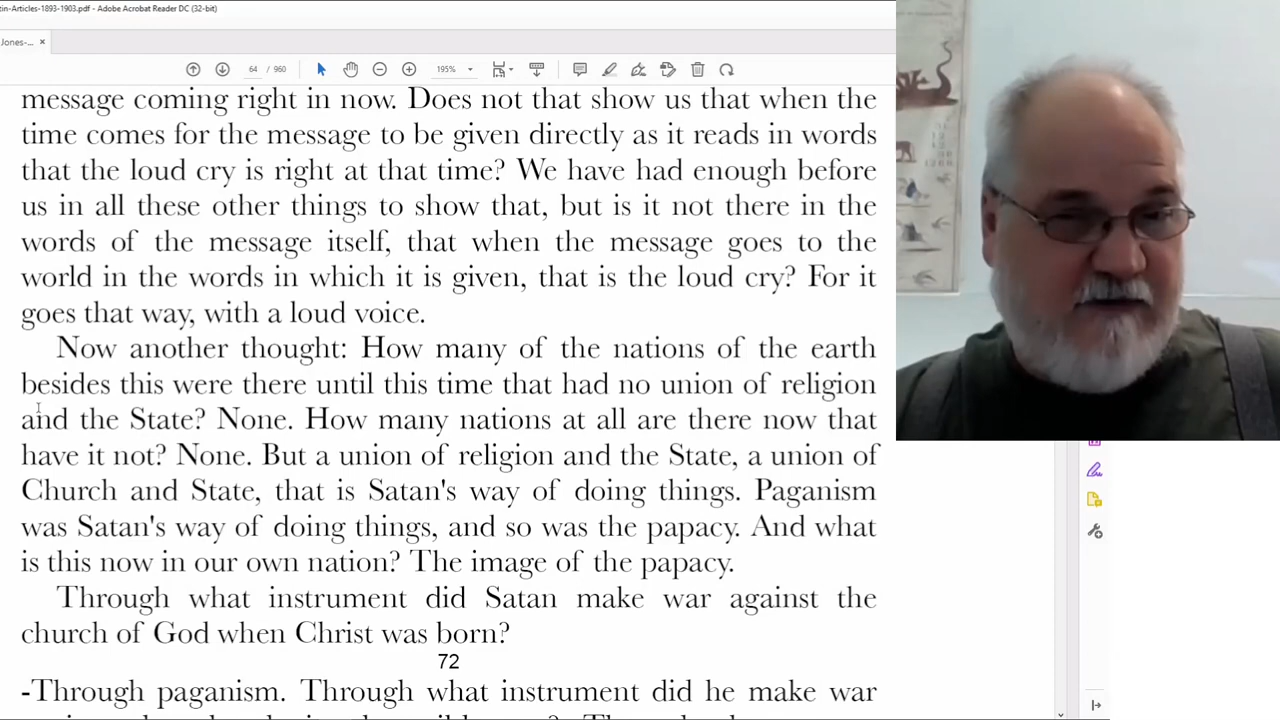 tin-Articles-1893-1903.pdf - Adobe Acrobat Reader DC (32-bit)
Jones-... ×
64 / 960 195%
message coming right in now. Does not that show us that when the
time comes for the message to be given directly as it reads in words
that the loud cry is right at that time? We have had enough before
us in all these other things to show that, but is it not there in the
words of the message itself, that when the message goes to the
world in the words in which it is given, that is the loud cry? For it
goes that way, with a loud voice.
Now another thought: How many of the nations of the earth
besides this were there until this time that had no union of religion
and the State? None. How many nations at all are there now that
have it not? None. But a union of religion and the State, a union of
Church and State, that is Satan's way of doing things. Paganism
was Satan's way of doing things, and so was the papacy. And what
is this now in our own nation? The image of the papacy.
Through what instrument did Satan make war against the
church of God when Christ was born?
72
-Through paganism. Through what instrument did he make war